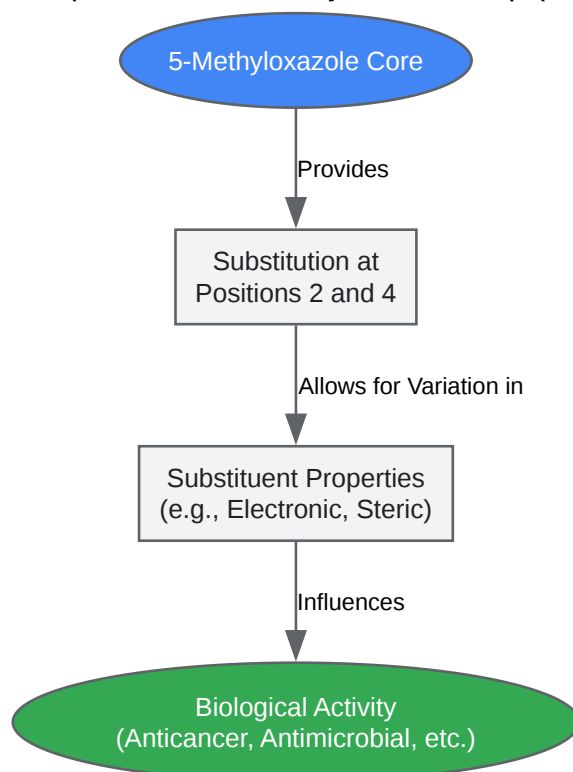 5-Methyloxazole Core
Provides
Substitution at
Positions 2 and 4
Allows for Variation in
Substituent Properties
(e.g., Electronic, Steric)
Influences
Biological Activity
(Anticancer, Antimicrobial, etc.)